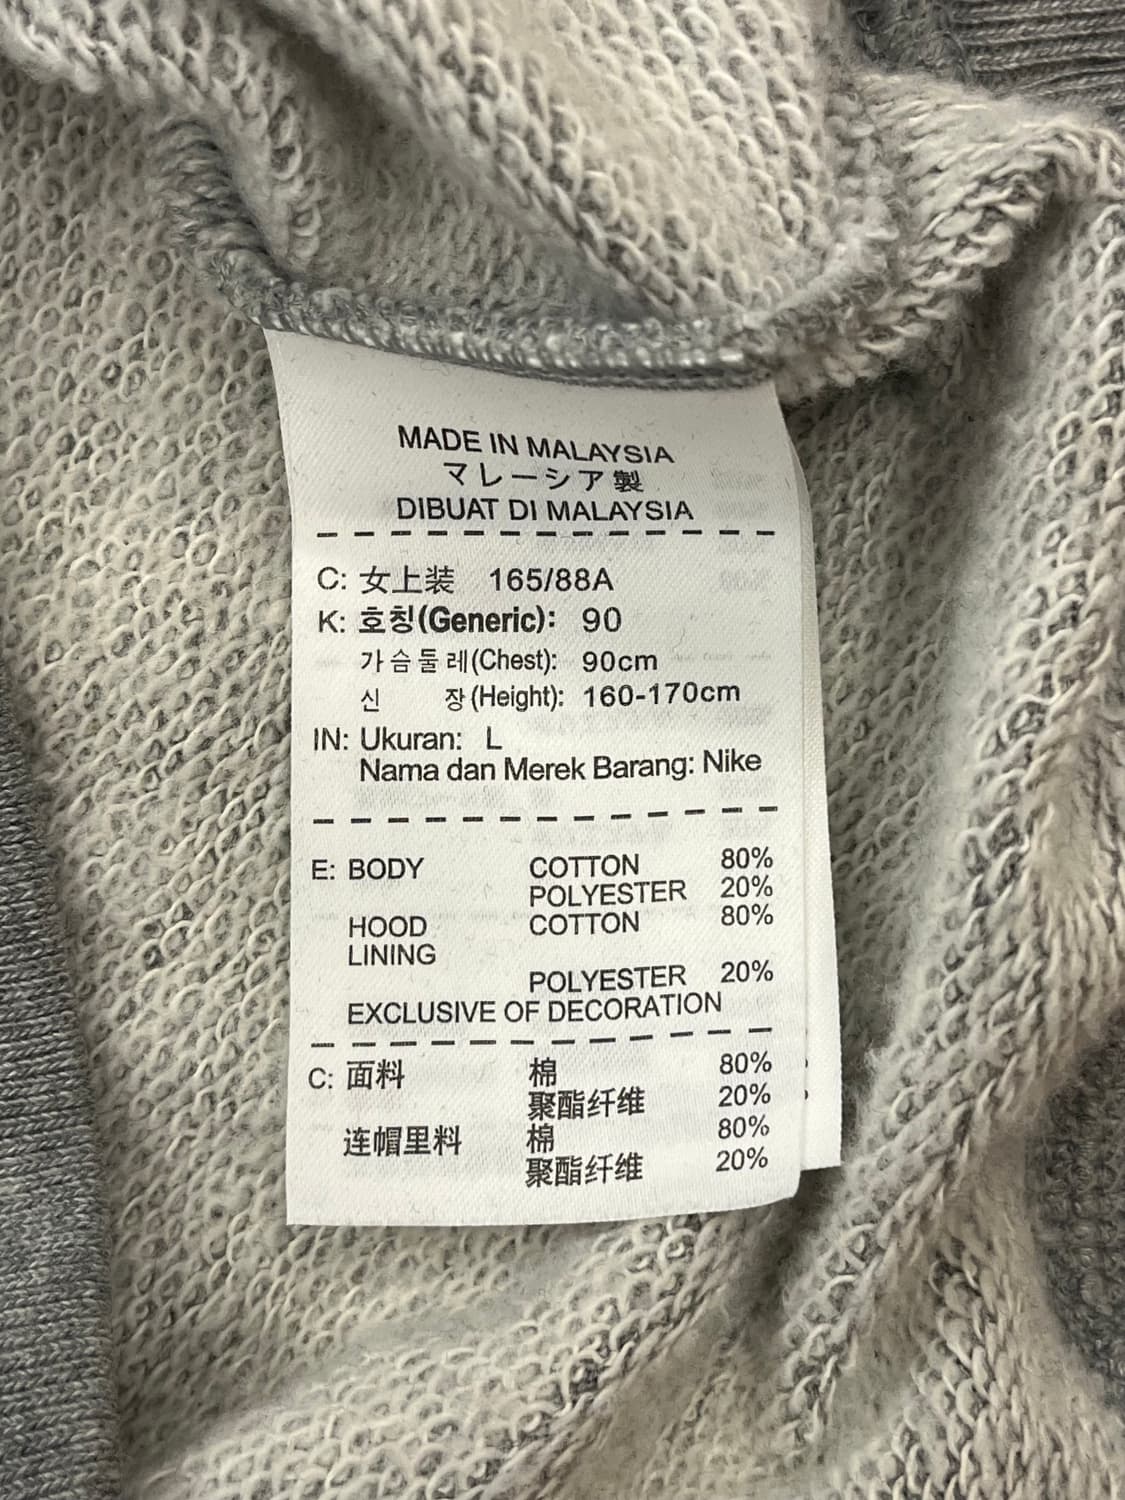 MADE IN MALAYSIA
マレーシア製
DIBUAT DI MALAYSIA
C: 女上装 165/88A
K: 호칭(Generic): 90
가슴둘레(Chest): 90cm
신 장(Height): 160-170cm
IN: Ukuran: L
Nama dan Merek Barang: Nike
E: BODY COTTON 80%
POLYESTER 20%
HOOD COTTON 80%
LINING
POLYESTER 20%
EXCLUSIVE OF DECORATION
C: 面料 棉 80%
聚酯纤维 20%
连帽里料 棉 80%
聚酯纤维 20%